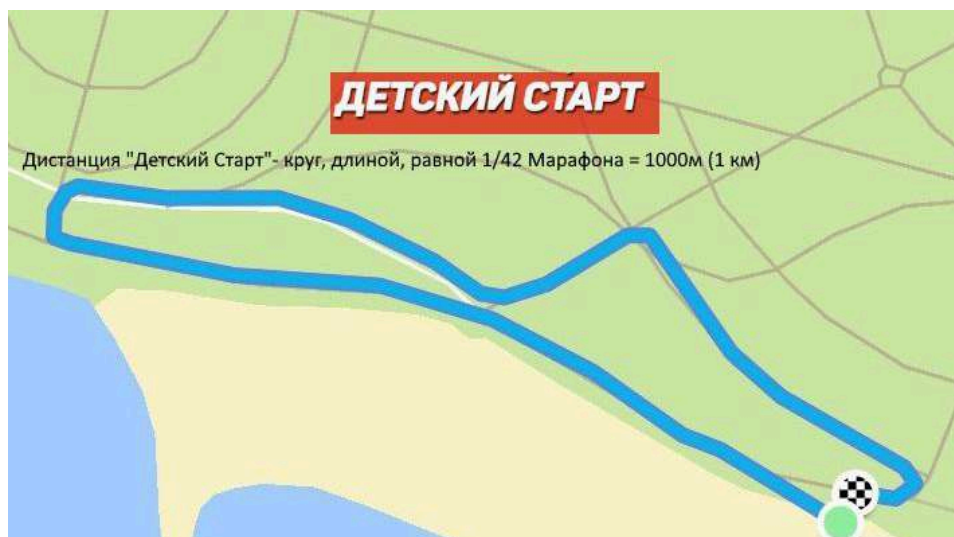 ДЕТСКИЙ СТАРТ
Дистанция "Детский Старт"- круг, длиной, равной 1/42 Марафона = 1000м (1 км)